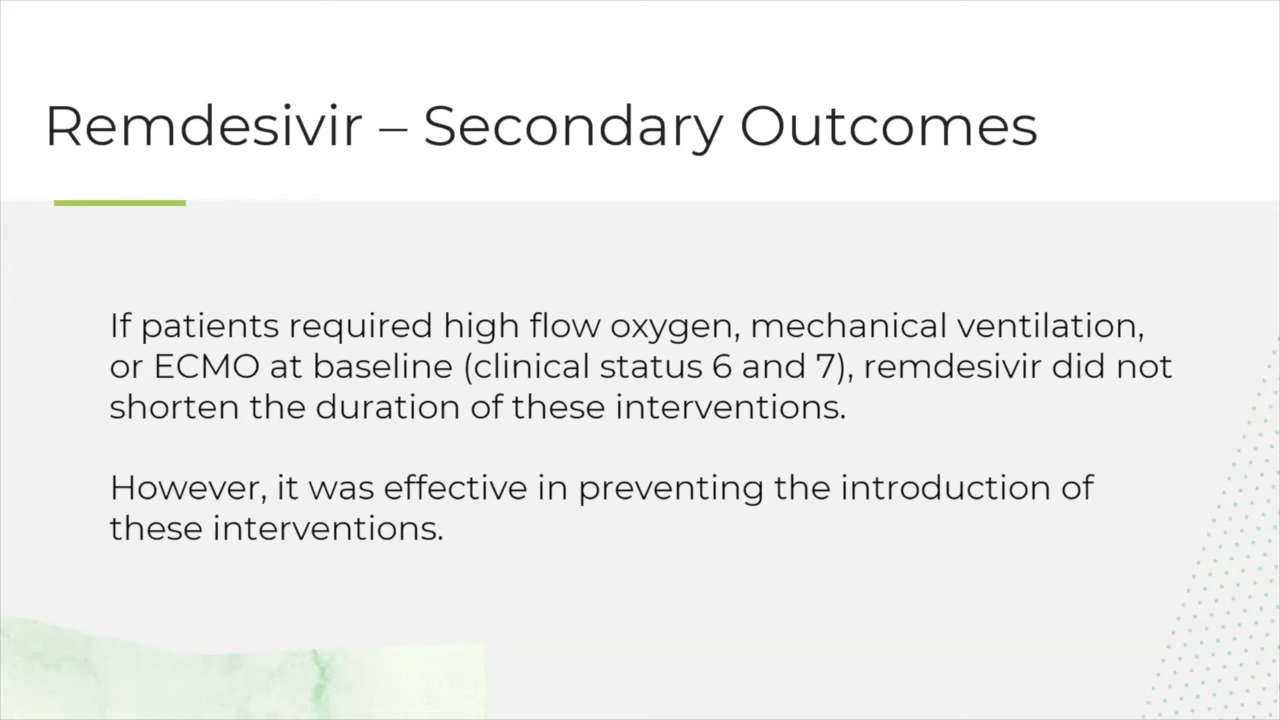 Remdesivir – Secondary Outcomes
If patients required high flow oxygen, mechanical ventilation,
or ECMO at baseline (clinical status 6 and 7), remdesivir did not
shorten the duration of these interventions.
However, it was effective in preventing the introduction of
these interventions.